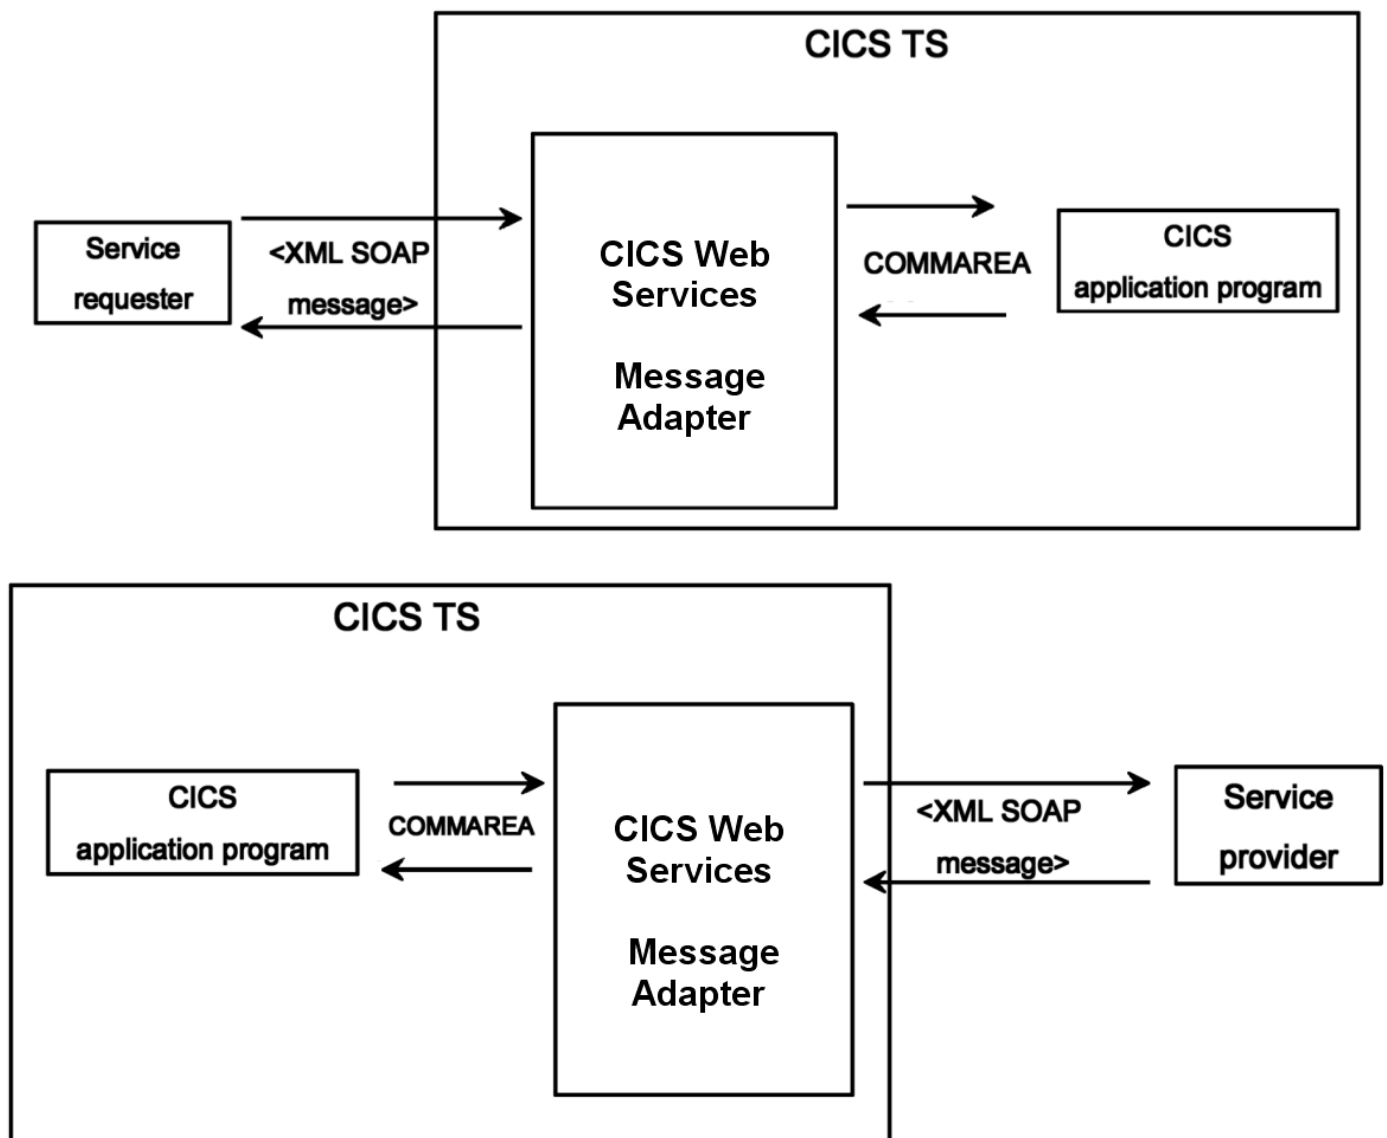 CICS TS
Service
requester
<XML SOAP
message>
CICS Web
Services
Message
Adapter
COMMAREA
CICS
application program
CICS TS
CICS
application program
COMMAREA
CICS Web
Services
Message
Adapter
<XML SOAP
message>
Service
provider